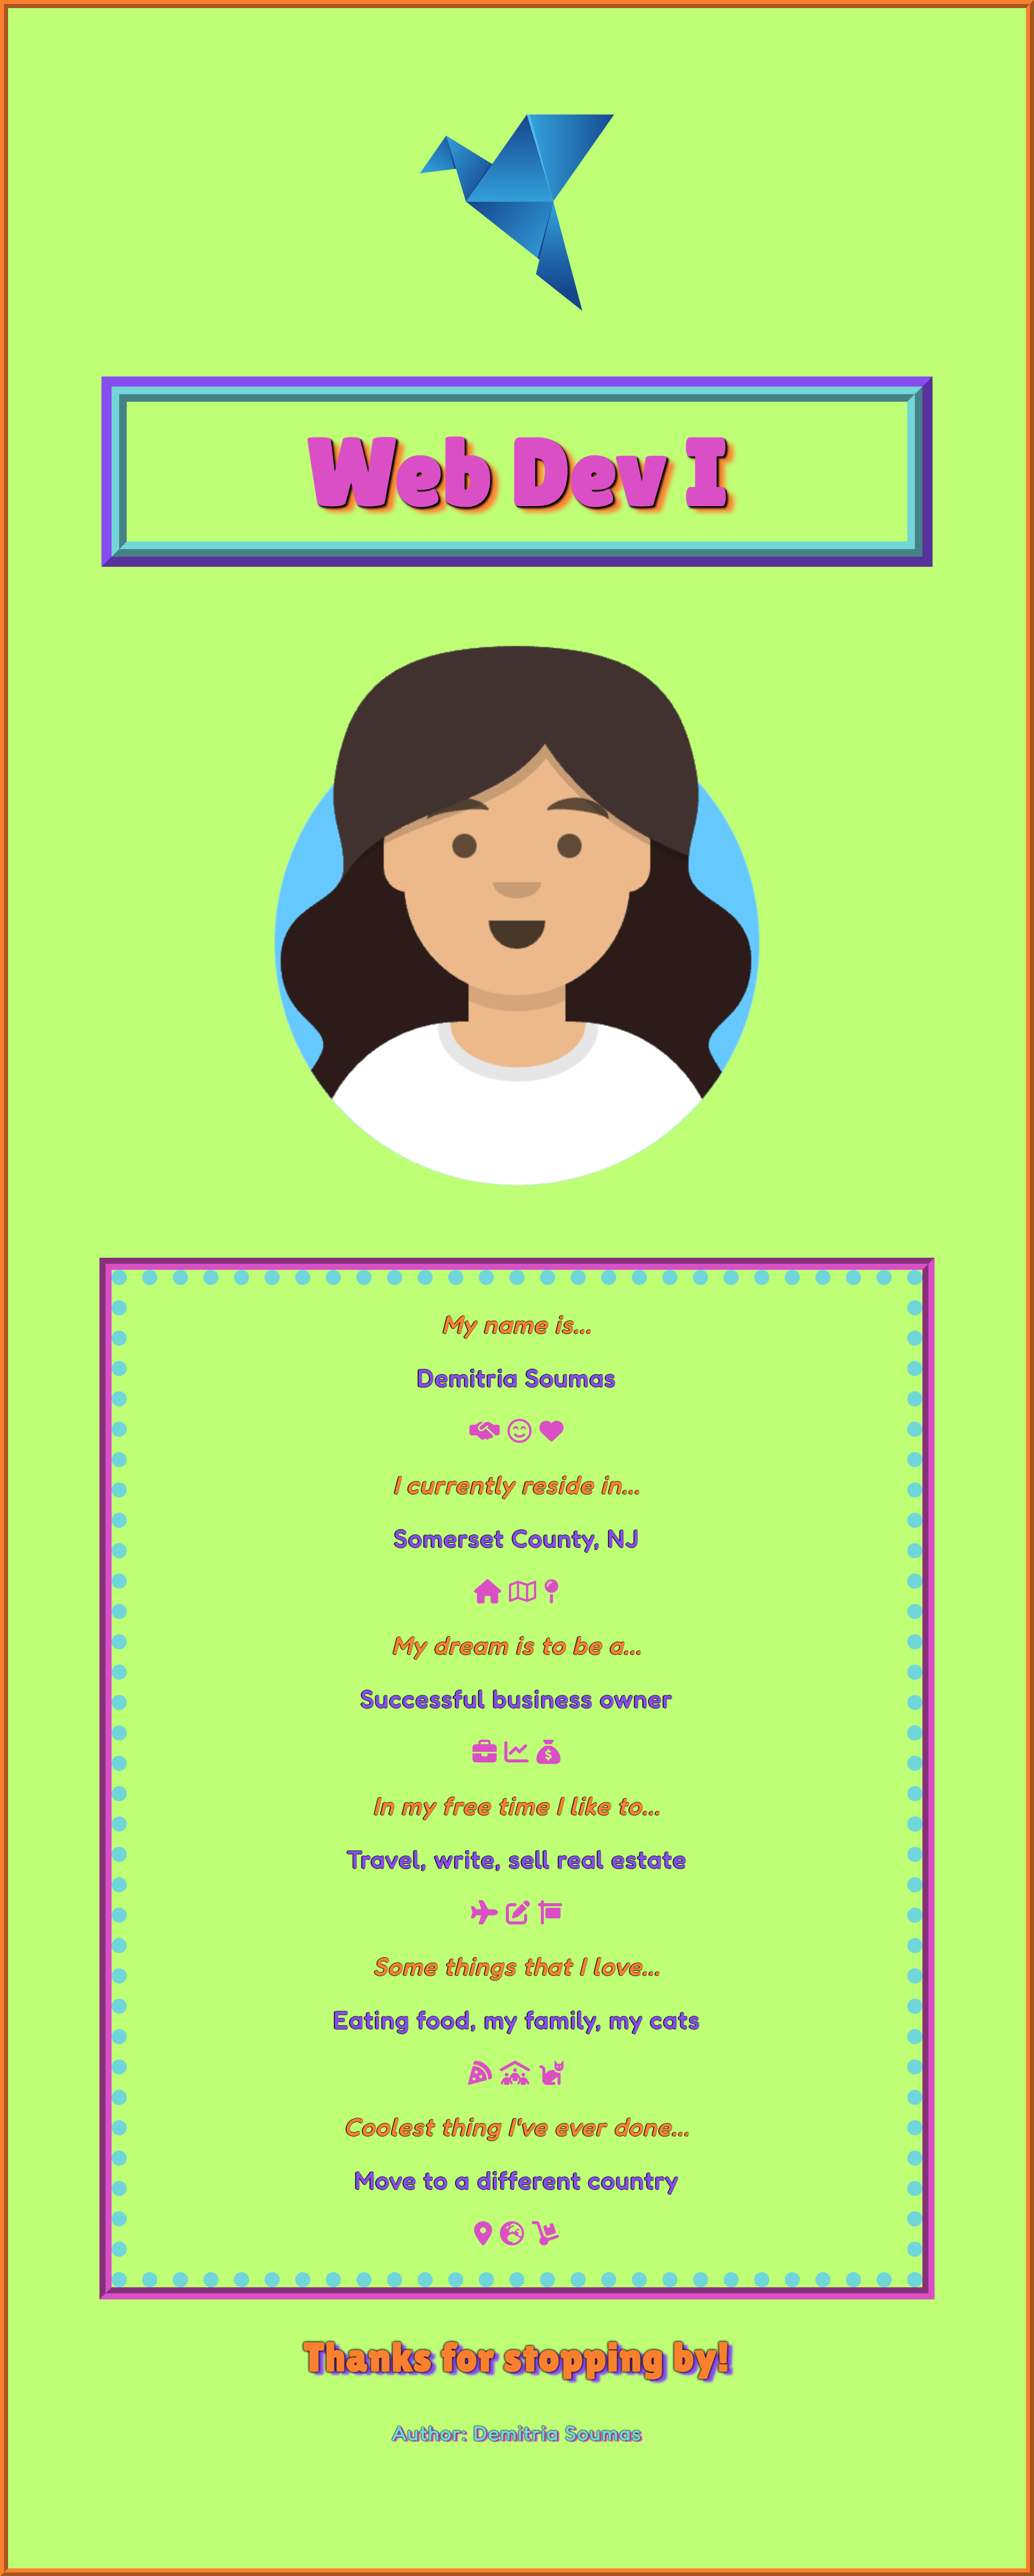 Web Dev I
My name is...
Demitria Soumas
I currently reside in...
Somerset County, NJ
My dream is to be a...
Successful business owner
In my free time I like to...
Travel, write, sell real estate
Some things that I love...
Eating food, my family, my cats
Coolest thing I've ever done...
Move to a different country
Thanks for stopping by!
Author: Demitria Soumas